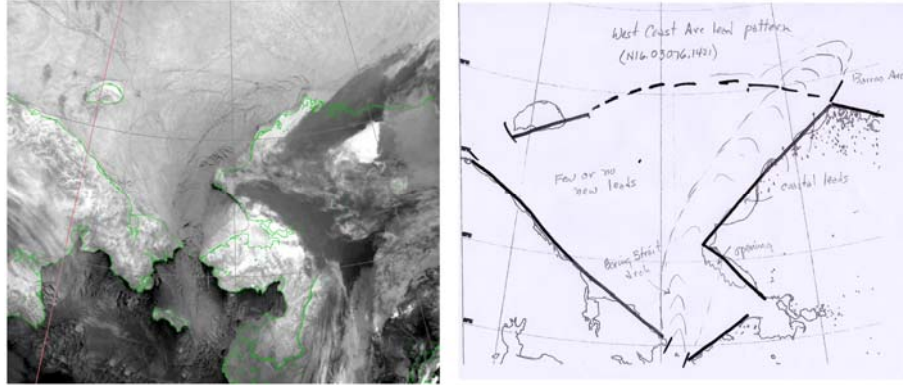 West Coast Arc lead pattern
(N16.03076.1421)
Barrow Arc
Few or no
new leads
coastal leads
Bering Strait
arch
opening